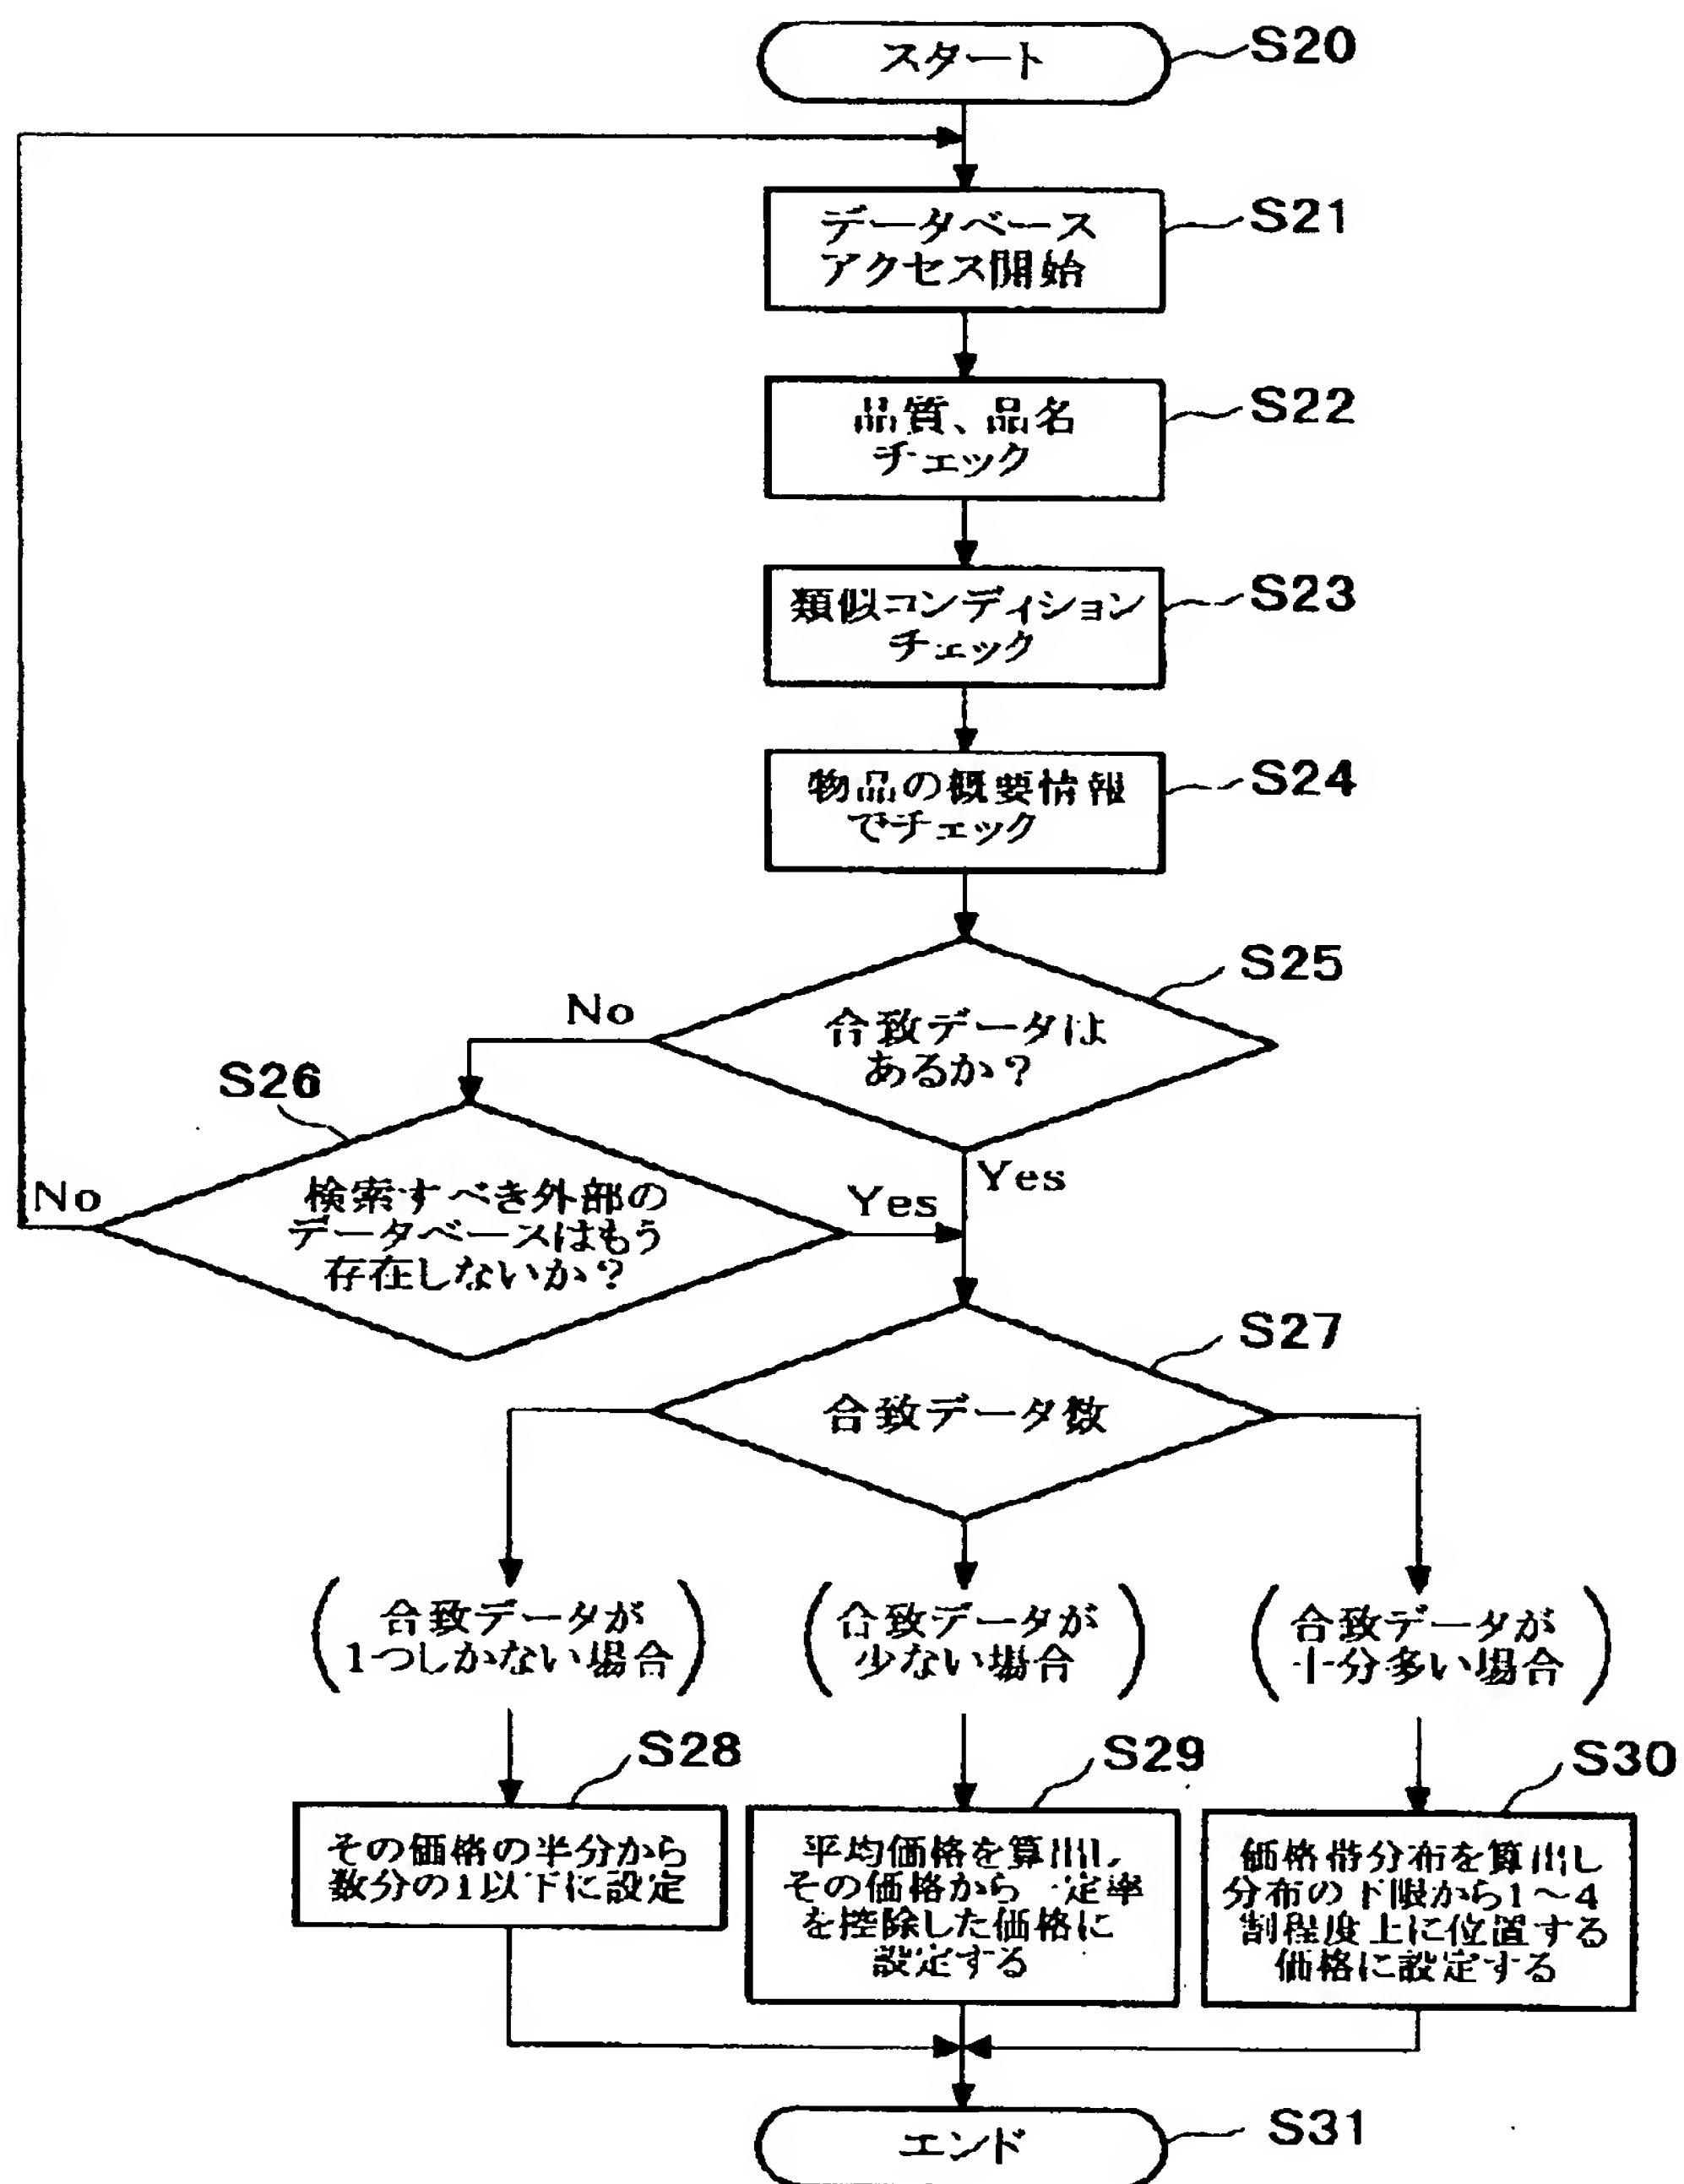 スタート
S20
データベース
アクセス開始
S21
品質、品名
チェック
S22
類似コンディション
チェック
S23
物品の概要情報
でチェック
S24
S25
合致データは
あるか？
No
Yes
S26
検索すべき外部の
データベースはもう
存在しないか？
No
Yes
S27
合致データ数
合致データが
1つしかない場合
合致データが
少ない場合
合致データが
十分多い場合
S28
その価格の半分から
数分の1以下に設定
S29
平均価格を算出し、
その価格から一定率
を控除した価格に
設定する
S30
価格帯分布を算出し
分布の下限から1～4
割程度上に位置する
価格に設定する
エンド
S31